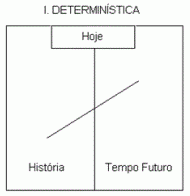 I. DETERMINÍSTICA
Hoje
História
Tempo Futuro